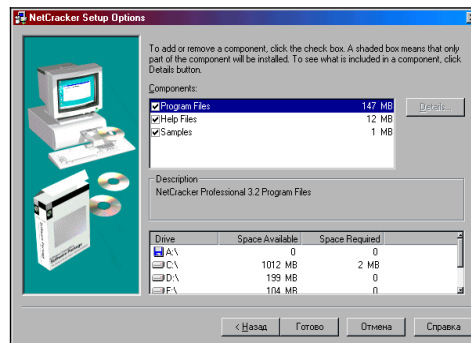 NetCracker Setup Options
To add or remove a component, click the check box. A shaded box means that only
part of the component will be installed. To see what is included in a component, click
Details button.
Components:
Program Files 147 MB
Help Files 12 MB
Samples 1 MB
Details...
Description
NetCracker Professional 3.2 Program Files
Drive Space Available Space Required
A:\ 0 0
C:\ 1012 MB 2 MB
D:\ 199 MB 0
E:\ 104 MB 0
< Назад Готово Отмена Справка